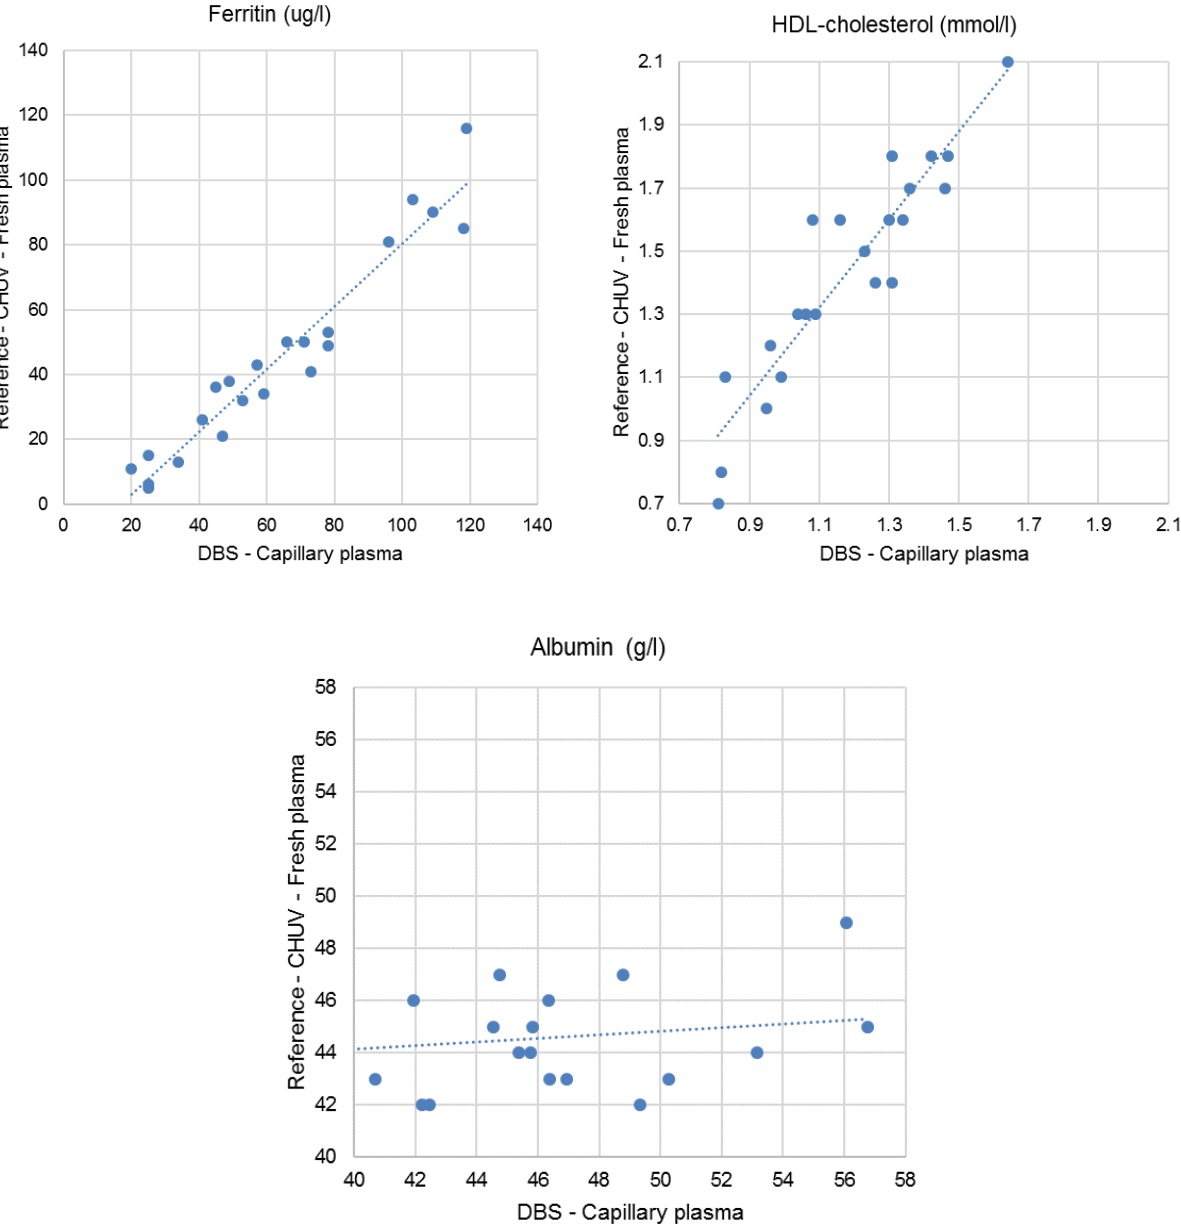 Ferritin (ug/l)
140
120
100
80
60
40
20
0
0 20 40 60 80 100 120 140
Reference - CHUV - Fresh plasma
DBS - Capillary plasma
HDL-cholesterol (mmol/l)
2.1
1.9
1.7
1.5
1.3
1.1
0.9
0.7
0.7 0.9 1.1 1.3 1.5 1.7 1.9 2.1
Reference - CHUV - Fresh plasma
DBS - Capillary plasma
Albumin (g/l)
58
56
54
52
50
48
46
44
42
40
40 42 44 46 48 50 52 54 56 58
Reference - CHUV - Fresh plasma
DBS - Capillary plasma